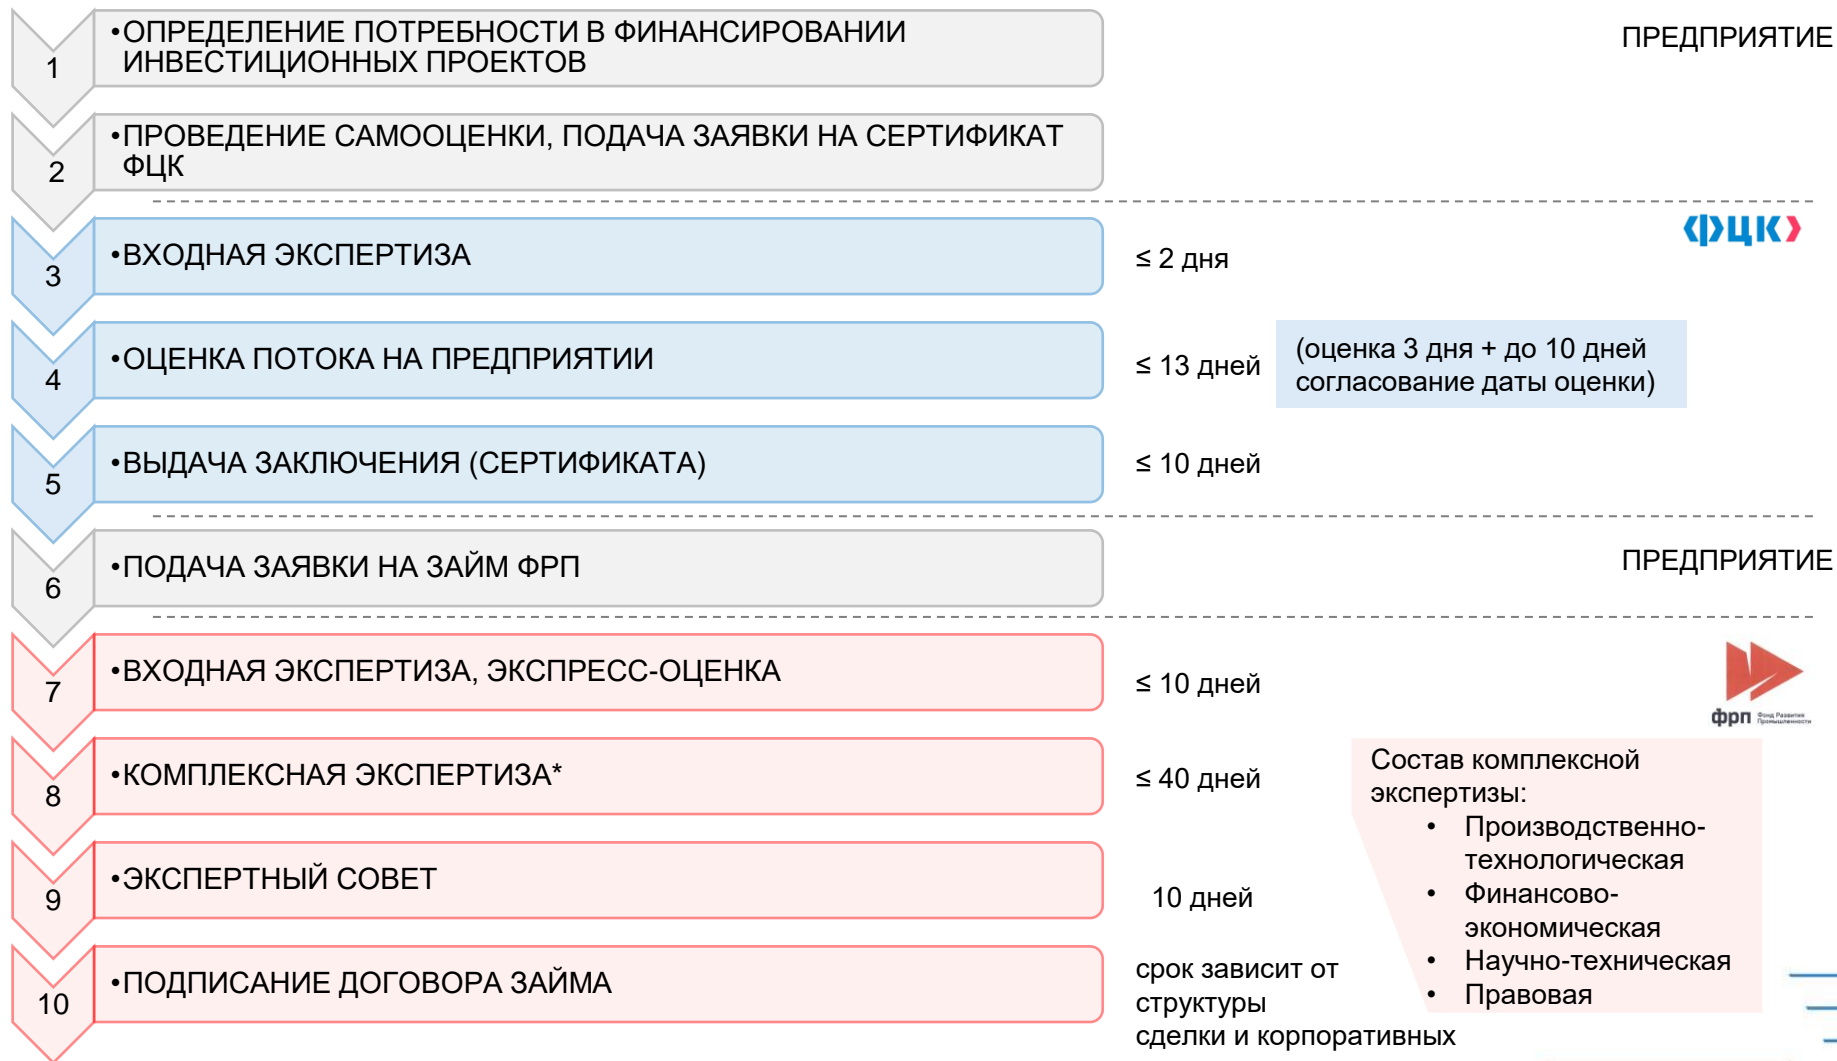 1
•ОПРЕДЕЛЕНИЕ ПОТРЕБНОСТИ В ФИНАНСИРОВАНИИ
ИНВЕСТИЦИОННЫХ ПРОЕКТОВ
ПРЕДПРИЯТИЕ
2
•ПРОВЕДЕНИЕ САМООЦЕНКИ, ПОДАЧА ЗАЯВКИ НА СЕРТИФИКАТ
ФЦК
ФЦК
3
•ВХОДНАЯ ЭКСПЕРТИЗА
≤ 2 дня
4
•ОЦЕНКА ПОТОКА НА ПРЕДПРИЯТИИ
≤ 13 дней
(оценка 3 дня + до 10 дней
согласование даты оценки)
5
•ВЫДАЧА ЗАКЛЮЧЕНИЯ (СЕРТИФИКАТА)
≤ 10 дней
6
•ПОДАЧА ЗАЯВКИ НА ЗАЙМ ФРП
ПРЕДПРИЯТИЕ
7
•ВХОДНАЯ ЭКСПЕРТИЗА, ЭКСПРЕСС-ОЦЕНКА
≤ 10 дней
фрп
Фонд Развития
Промышленности
8
•КОМПЛЕКСНАЯ ЭКСПЕРТИЗА*
≤ 40 дней
Состав комплексной
экспертизы:
• Производственно-
технологическая
• Финансово-
экономическая
• Научно-техническая
• Правовая
9
•ЭКСПЕРТНЫЙ СОВЕТ
10 дней
10
•ПОДПИСАНИЕ ДОГОВОРА ЗАЙМА
срок зависит от
структуры
сделки и корпоративных